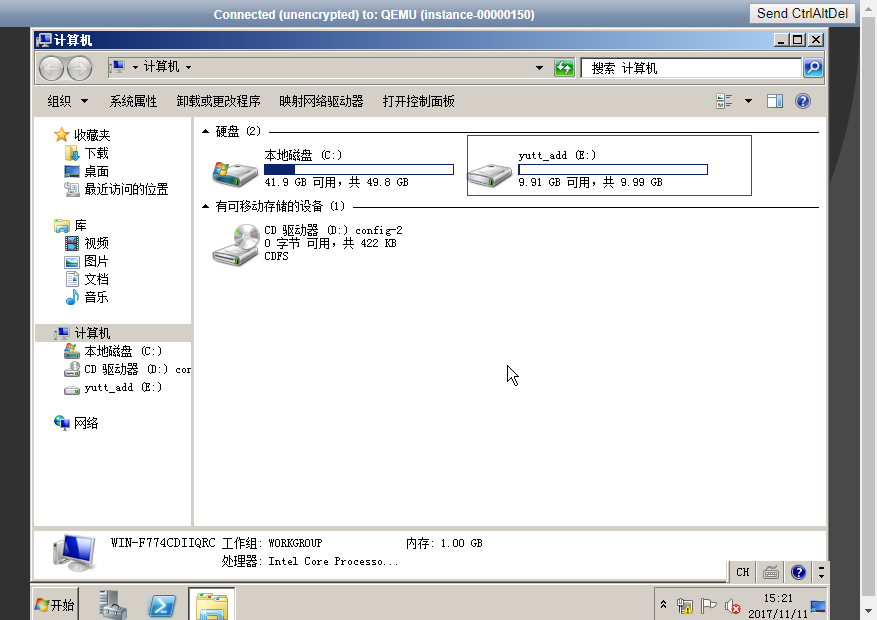 Connected (unencrypted) to: QEMU (instance-00000150)
Send CtrlAltDel
计算机
计算机
搜索 计算机
组织
系统属性
卸载或更改程序
映射网络驱动器
打开控制面板
收藏夹
下载
桌面
最近访问的位置
库
视频
图片
文档
音乐
计算机
本地磁盘 (C:)
CD 驱动器 (D:) con
yutt_add (E:)
网络
硬盘 (2)
本地磁盘 (C:)
41.9 GB 可用，共 49.8 GB
yutt_add (E:)
9.91 GB 可用，共 9.99 GB
有可移动存储的设备 (1)
CD 驱动器 (D:) config-2
0 字节 可用，共 422 KB
CDFS
WIN-F774CDIIQRC 工作组: WORKGROUP 内存: 1.00 GB
处理器: Intel Core Processo...
CH
开始
15:21
2017/11/11